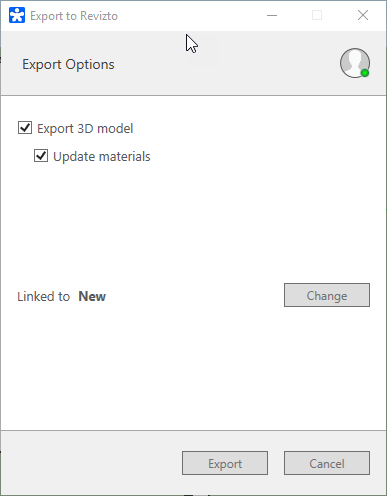 Export to Revizto
Export Options
Export 3D model
Update materials
Linked to New
Change
Export
Cancel